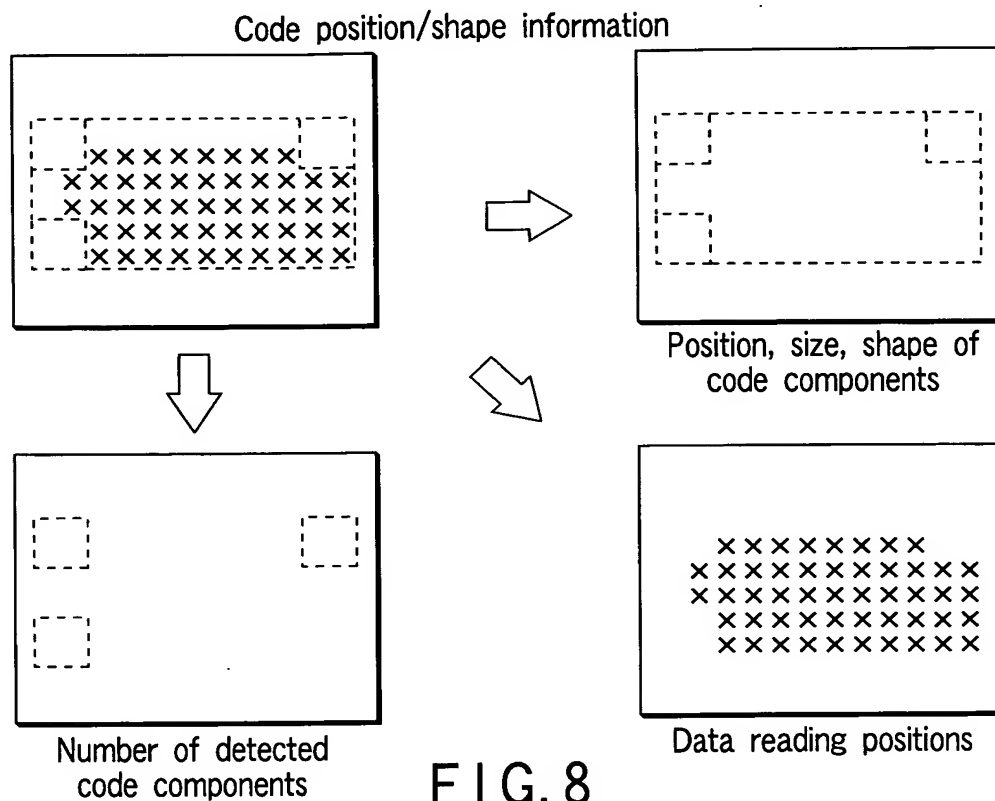 Code position/shape information
Position, size, shape of
code components
Number of detected
code components
Data reading positions
FIG. 8